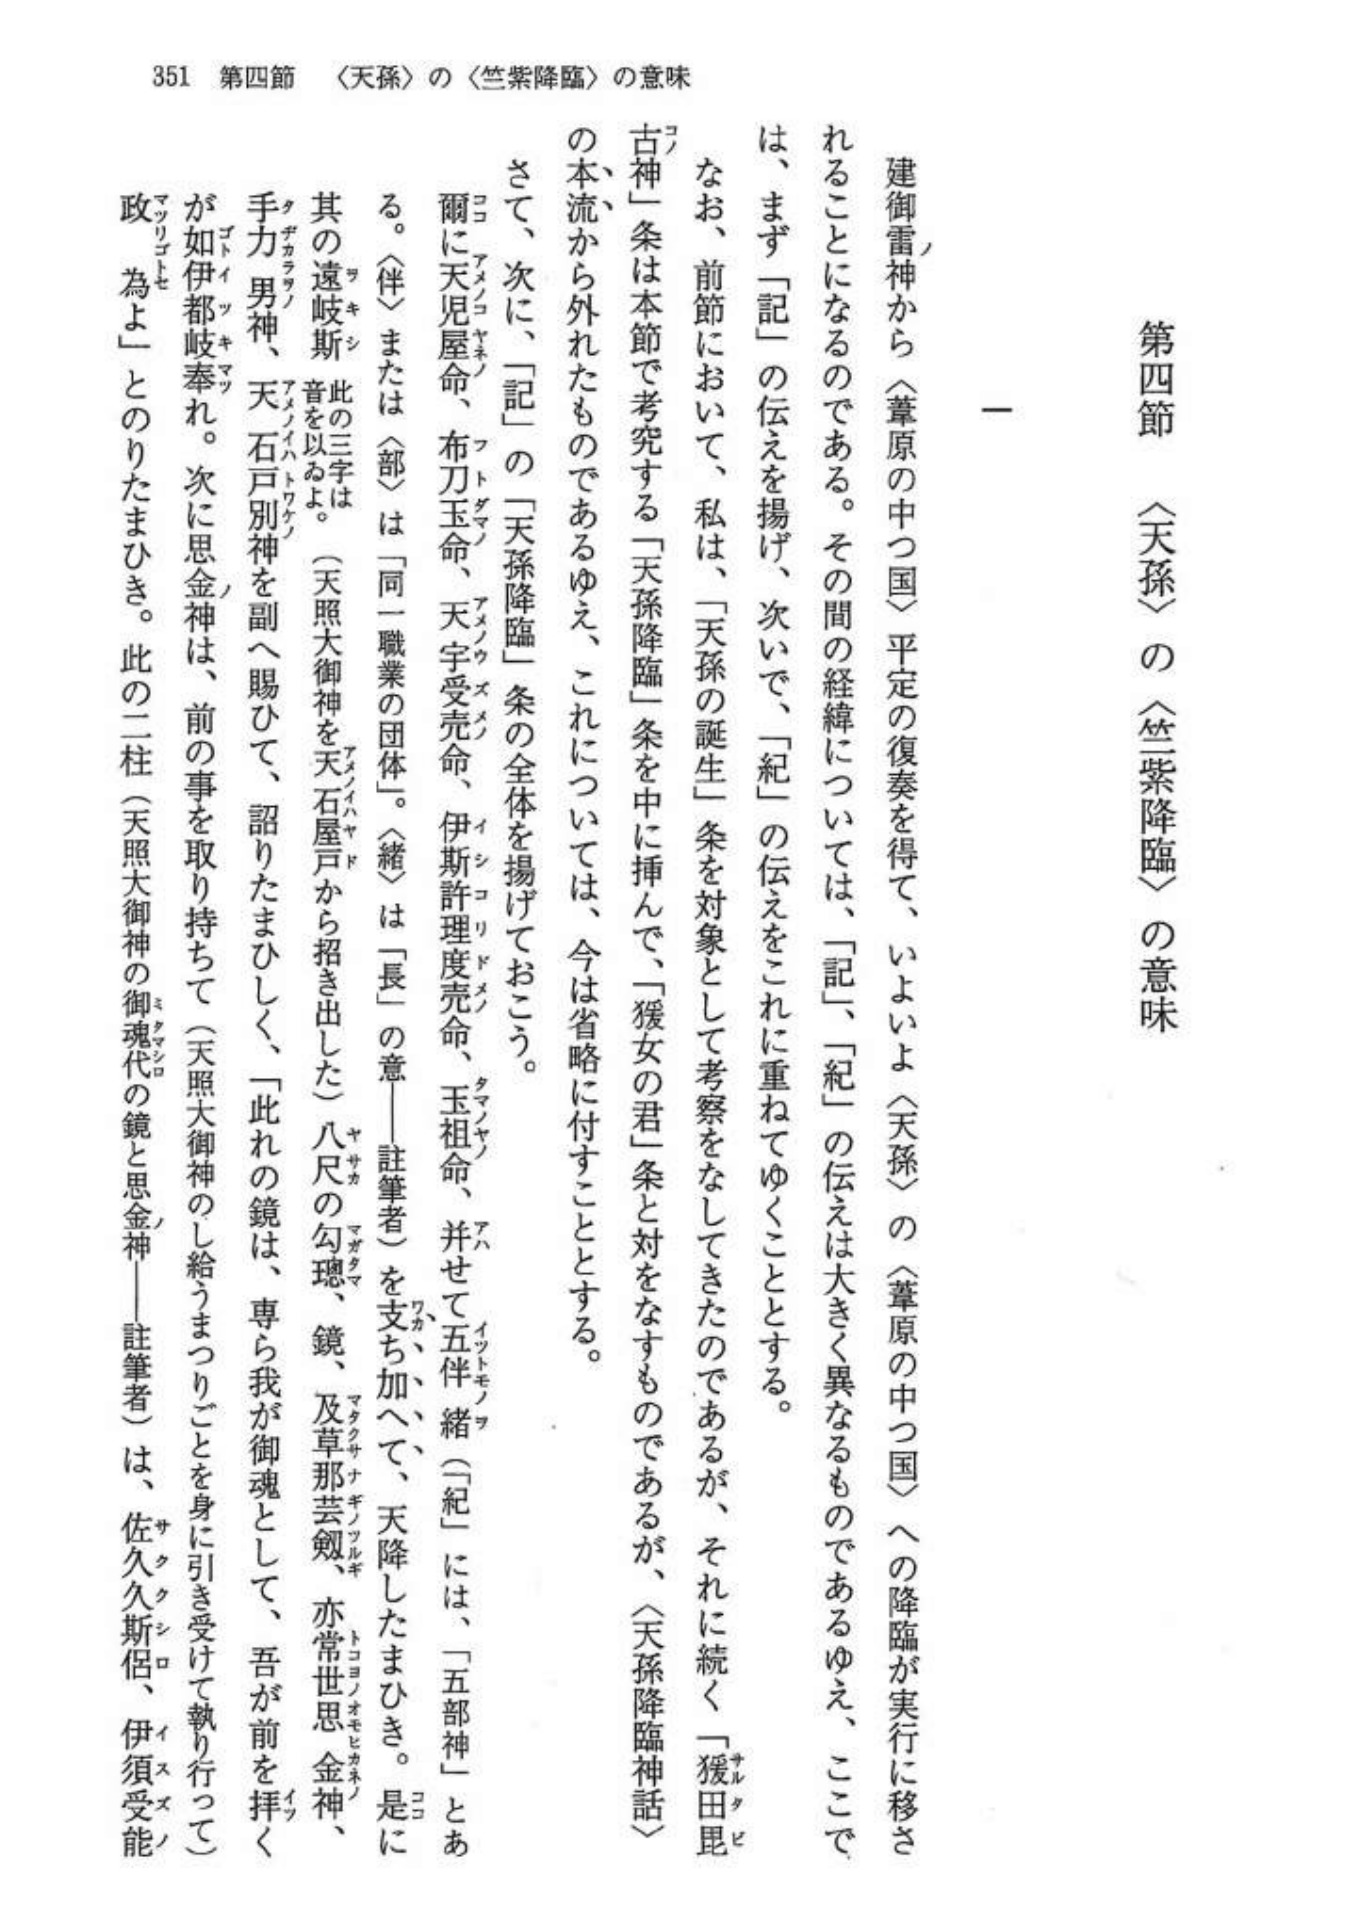 351　第四節　〈天孫〉の〈竺紫降臨〉の意味
第四節　〈天孫〉の〈竺紫降臨〉の意味
一
建御雷神から〈葦原の中つ国〉平定の復奏を得て、いよいよ〈天孫〉の〈葦原の中つ国〉への降臨が実行に移さ
れることになるのである。その間の経緯については、「記」、「紀」の伝えは大きく異なるものであるゆえ、ここで
は、まず「記」の伝えを揚げ、次いで、「紀」の伝えをこれに重ねてゆくこととする。
なお、前節において、私は、「天孫の誕生」条を対象として考察をなしてきたのであるが、それに続く「猨田毘
古神」条は本節で考究する「天孫降臨」条を中に挿んで、「猨女の君」条と対をなすものであるが、〈天孫降臨神話〉
の本流から外れたものであるゆえ、これについては、今は省略に付すこととする。
さて、次に、「記」の「天孫降臨」条の全体を揚げておこう。
爾に天児屋命、布刀玉命、天宇受売命、伊斯許理度売命、玉祖命、并せて五伴緒（「紀」には、「五部神」とあ
る。〈伴〉または〈部〉は「同一職業の団体」。〈緒〉は「長」の意――註筆者）を支ち加へて、天降したまひき。是に
其の遠岐斯此の三字は音を以ゐよ。（天照大御神を天石屋戸から招き出した）八尺の勾璁、鏡、及草那芸剱、亦常世思金神、
手力男神、天石戸別神を副へ賜ひて、詔りたまひしく、「此れの鏡は、専ら我が御魂として、吾が前を拝く
が如伊都岐奉れ。次に思金神は、前の事を取り持ちて（天照大御神のし給うまつりごとを身に引き受けて執り行って）
政為よ」とのりたまひき。此の二柱（天照大御神の御魂代の鏡と思金神――註筆者）は、佐久久斯侶、伊須受能